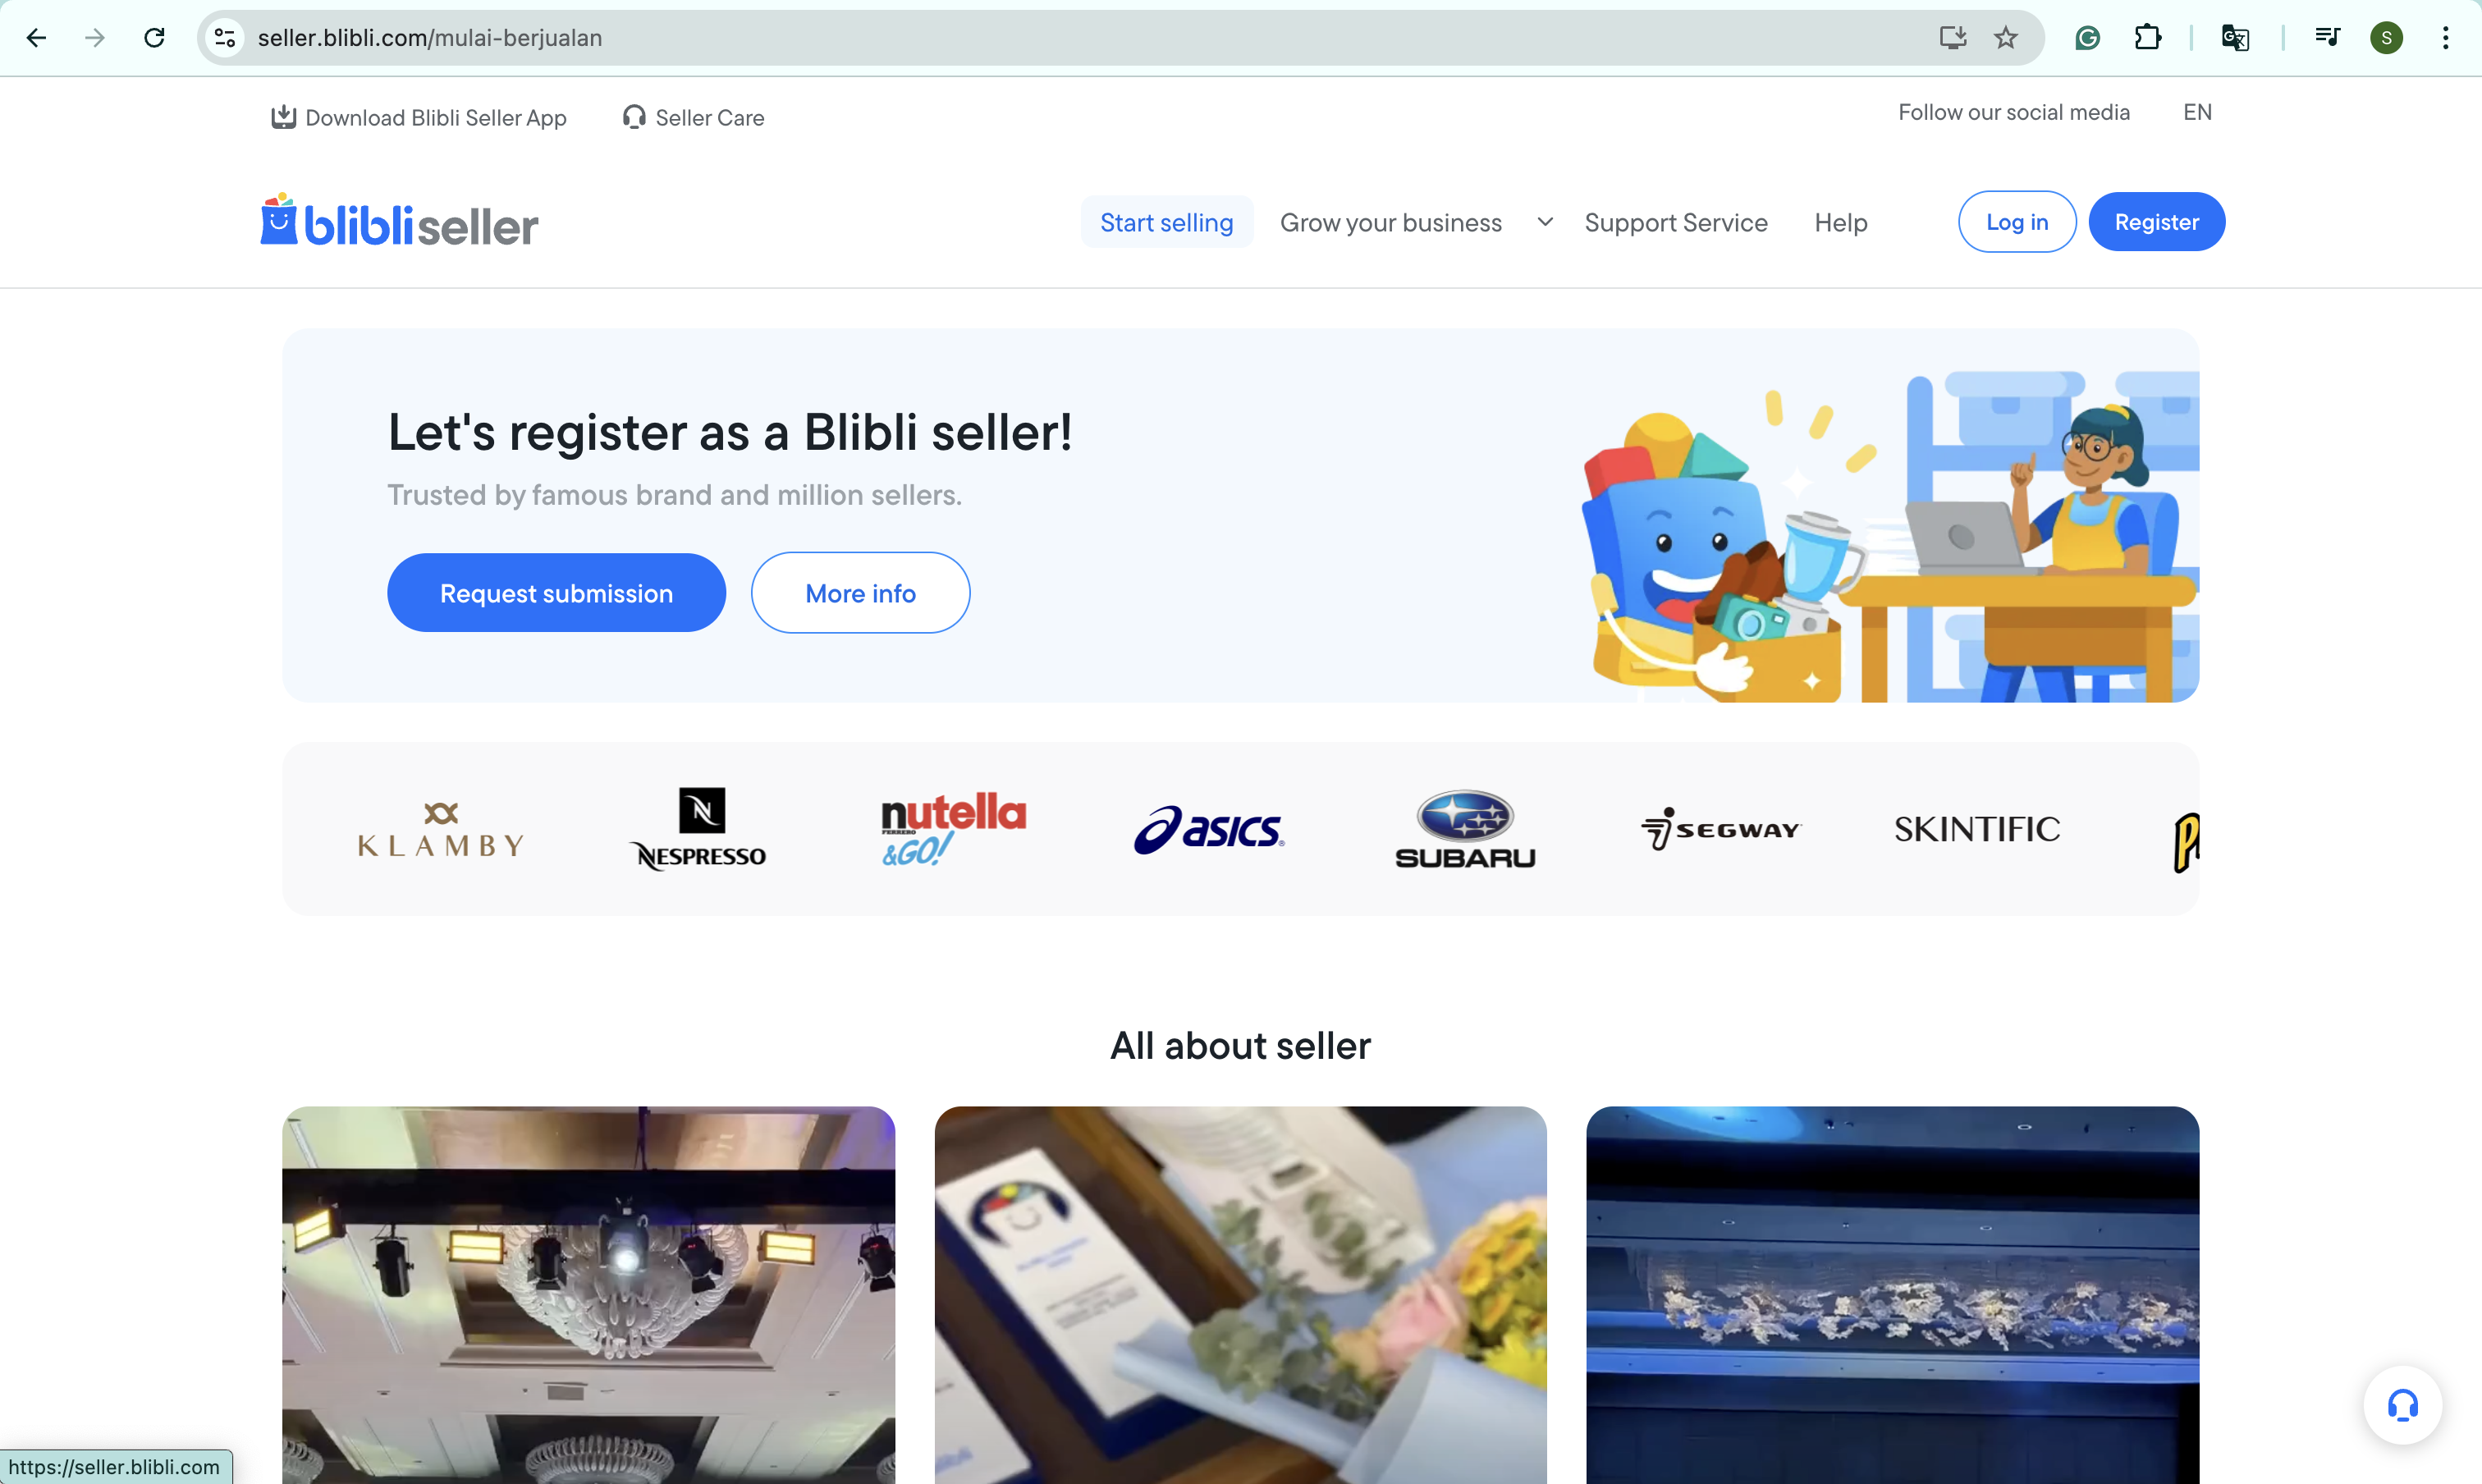 seller.blibli.com/mulai-berjualan
S
Download Blibli Seller App
Seller Care
Follow our social media
EN
blibliseller
Start selling
Grow your business
Support Service
Help
Log in
Register
Let's register as a Blibli seller!
Trusted by famous brand and million sellers.
Request submission
More info
KLAMBY
N
NESPRESSO
nutella
FERRERO
&GO!
asics
SUBARU
SEGWAY
SKINTIFIC
All about seller
https://seller.blibli.com